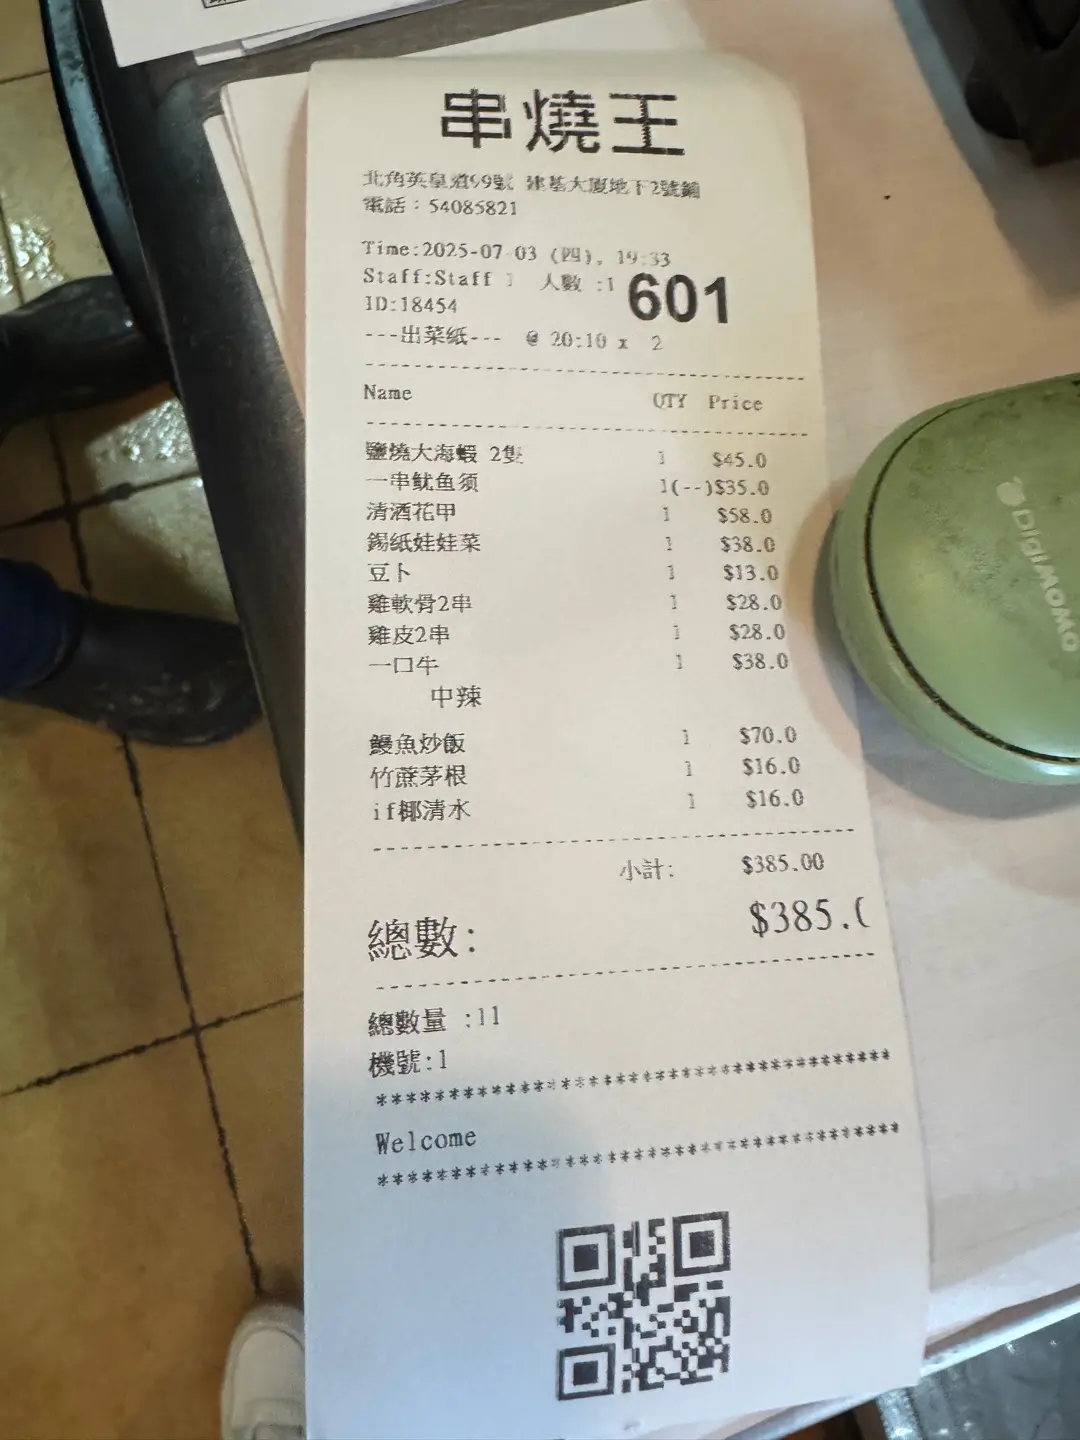 串燒王
北角英皇道99號 建基大廈地下2號鋪
電話：54085821
Time:2025-07-03 (四), 19:33
Staff:Staff 1 人數 :1
601
ID:18454
---出菜紙--- @ 20:10 x 2
Name QTY Price
鹽燒大海蝦 2隻 1 $45.0
一串魷鱼须 1(--)$35.0
清酒花甲 1 $58.0
錫紙娃娃菜 1 $38.0
豆卜 1 $13.0
雞軟骨2串 1 $28.0
雞皮2串 1 $28.0
一口牛 1 $38.0
中辣
鰻魚炒飯 1 $70.0
竹蔗茅根 1 $16.0
if椰清水 1 $16.0
小計: $385.00
總數: $385.(
總數量 :11
機號:1
************************************
Welcome
************************************
DIGIMOMO